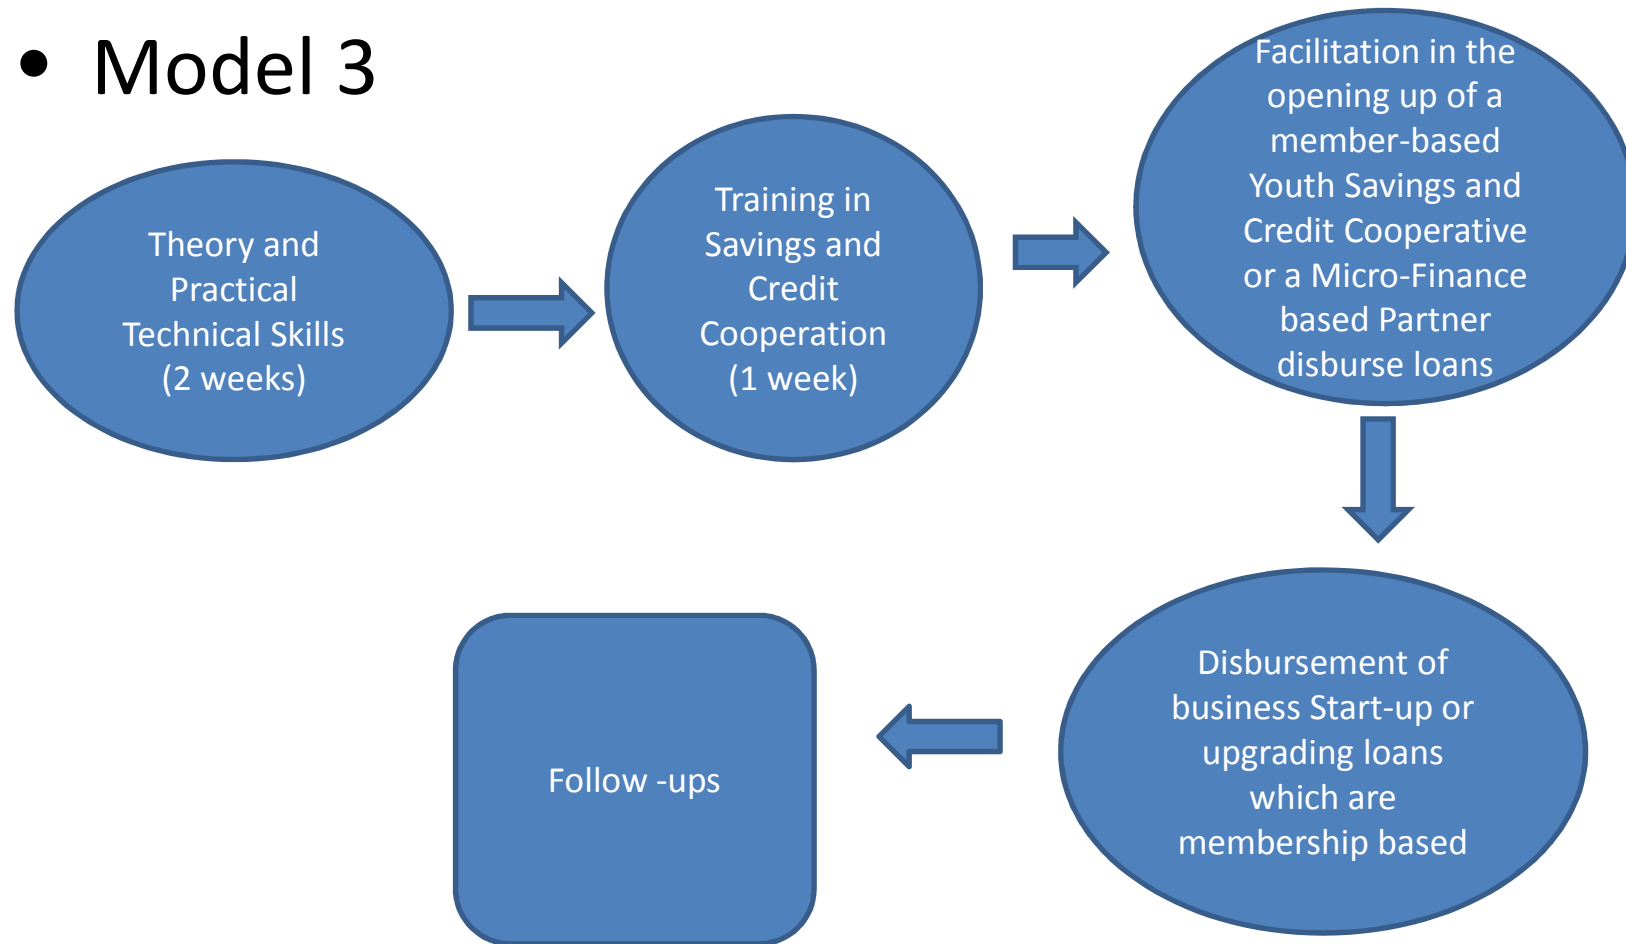 • Model 3
Theory and
Practical
Technical Skills
(2 weeks)
Training in
Savings and
Credit
Cooperation
(1 week)
Facilitation in the
opening up of a
member-based
Youth Savings and
Credit Cooperative
or a Micro-Finance
based Partner
disburse loans
Disbursement of
business Start-up or
upgrading loans
which are
membership based
Follow -ups